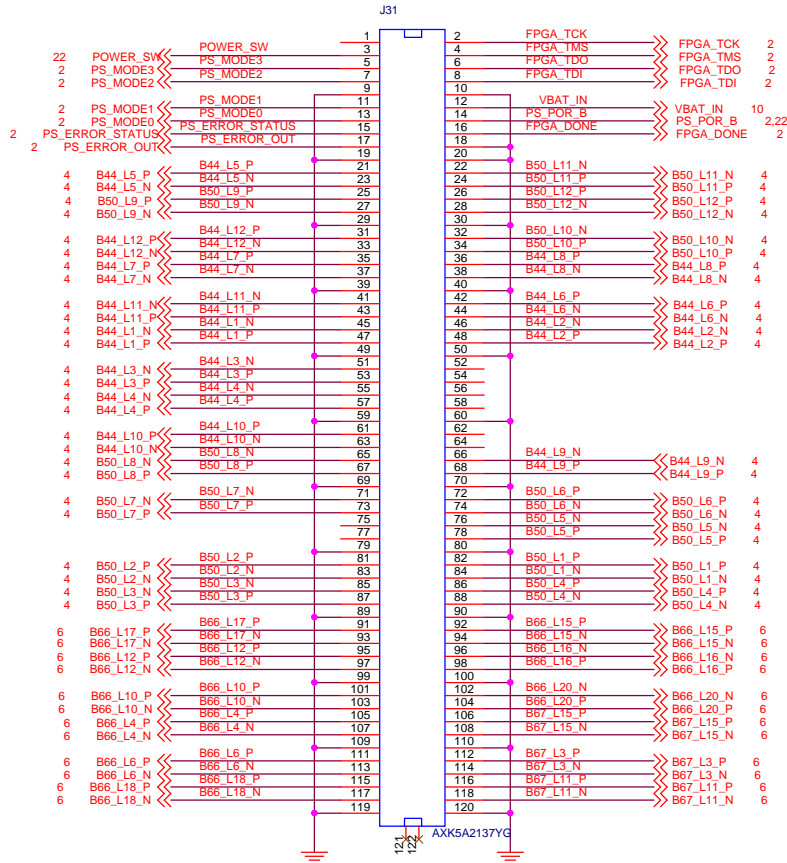 J31
1 2 FPGA_TCK
22 POWER_SW POWER_SW 3 4 FPGA_TMS FPGA_TCK 2
2 PS_MODE3 PS_MODE3 5 6 FPGA_TDO FPGA_TMS 2
2 PS_MODE2 PS_MODE2 7 8 FPGA_TDI FPGA_TDO 2
9 10 FPGA_TDI 2
2 PS_MODE1 PS_MODE1 11 12 VBAT_IN VBAT_IN 10
2 PS_MODE0 PS_MODE0 13 14 PS_POR_B PS_POR_B 2,22
2 PS_ERROR_STATUS PS_ERROR_STATUS 15 16 FPGA_DONE FPGA_DONE 2
2 PS_ERROR_OUT PS_ERROR_OUT 17 18
19 20
4 B44_L5_P B44_L5_P 21 22 B50_L11_N B50_L11_N 4
4 B44_L5_N B44_L5_N 23 24 B50_L11_P B50_L11_P 4
4 B50_L9_P B50_L9_P 25 26 B50_L12_P B50_L12_P 4
4 B50_L9_N B50_L9_N 27 28 B50_L12_N B50_L12_N 4
29 30
4 B44_L12_P B44_L12_P 31 32 B50_L10_N B50_L10_N 4
4 B44_L12_N B44_L12_N 33 34 B50_L10_P B50_L10_P 4
4 B44_L7_P B44_L7_P 35 36 B44_L8_P B44_L8_P 4
4 B44_L7_N B44_L7_N 37 38 B44_L8_N B44_L8_N 4
39 40
4 B44_L11_N B44_L11_N 41 42 B44_L6_P B44_L6_P 4
4 B44_L11_P B44_L11_P 43 44 B44_L6_N B44_L6_N 4
4 B44_L1_N B44_L1_N 45 46 B44_L2_N B44_L2_N 4
4 B44_L1_P B44_L1_P 47 48 B44_L2_P B44_L2_P 4
49 50
4 B44_L3_N B44_L3_N 51 52
4 B44_L3_P B44_L3_P 53 54
4 B44_L4_N B44_L4_N 55 56
4 B44_L4_P B44_L4_P 57 58
59 60
4 B44_L10_P B44_L10_P 61 62
4 B44_L10_N B44_L10_N 63 64
4 B50_L8_N B50_L8_N 65 66 B44_L9_N B44_L9_N 4
4 B50_L8_P B50_L8_P 67 68 B44_L9_P B44_L9_P 4
69 70
4 B50_L7_N B50_L7_N 71 72 B50_L6_P B50_L6_P 4
4 B50_L7_P B50_L7_P 73 74 B50_L6_N B50_L6_N 4
75 76 B50_L5_N B50_L5_N 4
77 78 B50_L5_P B50_L5_P 4
79 80
4 B50_L2_P B50_L2_P 81 82 B50_L1_P B50_L1_P 4
4 B50_L2_N B50_L2_N 83 84 B50_L1_N B50_L1_N 4
4 B50_L3_N B50_L3_N 85 86 B50_L4_P B50_L4_P 4
4 B50_L3_P B50_L3_P 87 88 B50_L4_N B50_L4_N 4
89 90
6 B66_L17_P B66_L17_P 91 92 B66_L15_P B66_L15_P 6
6 B66_L17_N B66_L17_N 93 94 B66_L15_N B66_L15_N 6
6 B66_L12_P B66_L12_P 95 96 B66_L16_N B66_L16_N 6
6 B66_L12_N B66_L12_N 97 98 B66_L16_P B66_L16_P 6
99 100
6 B66_L10_P B66_L10_P 101 102 B66_L20_N B66_L20_N 6
6 B66_L10_N B66_L10_N 103 104 B66_L20_P B66_L20_P 6
6 B66_L4_P B66_L4_P 105 106 B67_L15_P B67_L15_P 6
6 B66_L4_N B66_L4_N 107 108 B67_L15_N B67_L15_N 6
109 110
6 B66_L6_P B66_L6_P 111 112 B67_L3_P B67_L3_P 6
6 B66_L6_N B66_L6_N 113 114 B67_L3_N B67_L3_N 6
6 B66_L18_P B66_L18_P 115 116 B67_L11_P B67_L11_P 6
6 B66_L18_N B66_L18_N 117 118 B67_L11_N B67_L11_N 6
119 120
121 122 AXK5A2137YG